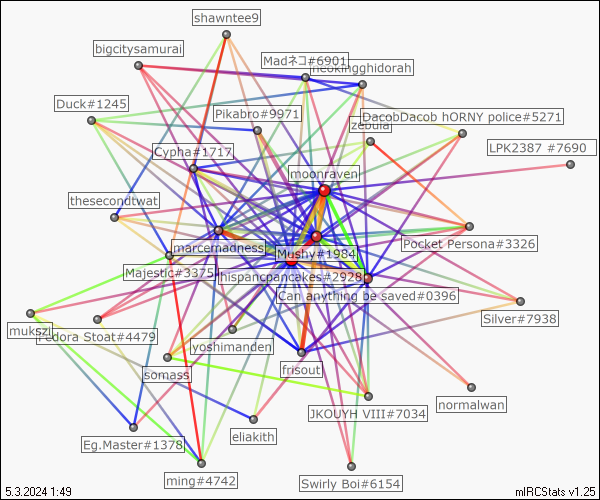 shawntee9
bigcitysamurai
Madネコ#6901
neokingghidorah
Duck#1245
Pikabro#9971
DacobDacob hORNY police#5271
zebula
LPK2387 #7690
Cypha#1717
moonraven
thesecondtwat
marcemadness
Mushy#1984
Pocket Persona#3326
Majestic#3375
hispancpancakes#2928
Can anything be saved#0396
Silver#7938
mukszi
Fedora Stoat#4479
yoshimanden
somass
frisout
JKOUYH VIII#7034
normalwan
Eg.Master#1378
eliakith
ming#4742
Swirly Boi#6154
5.3.2024 1:49
mIRCStats v1.25